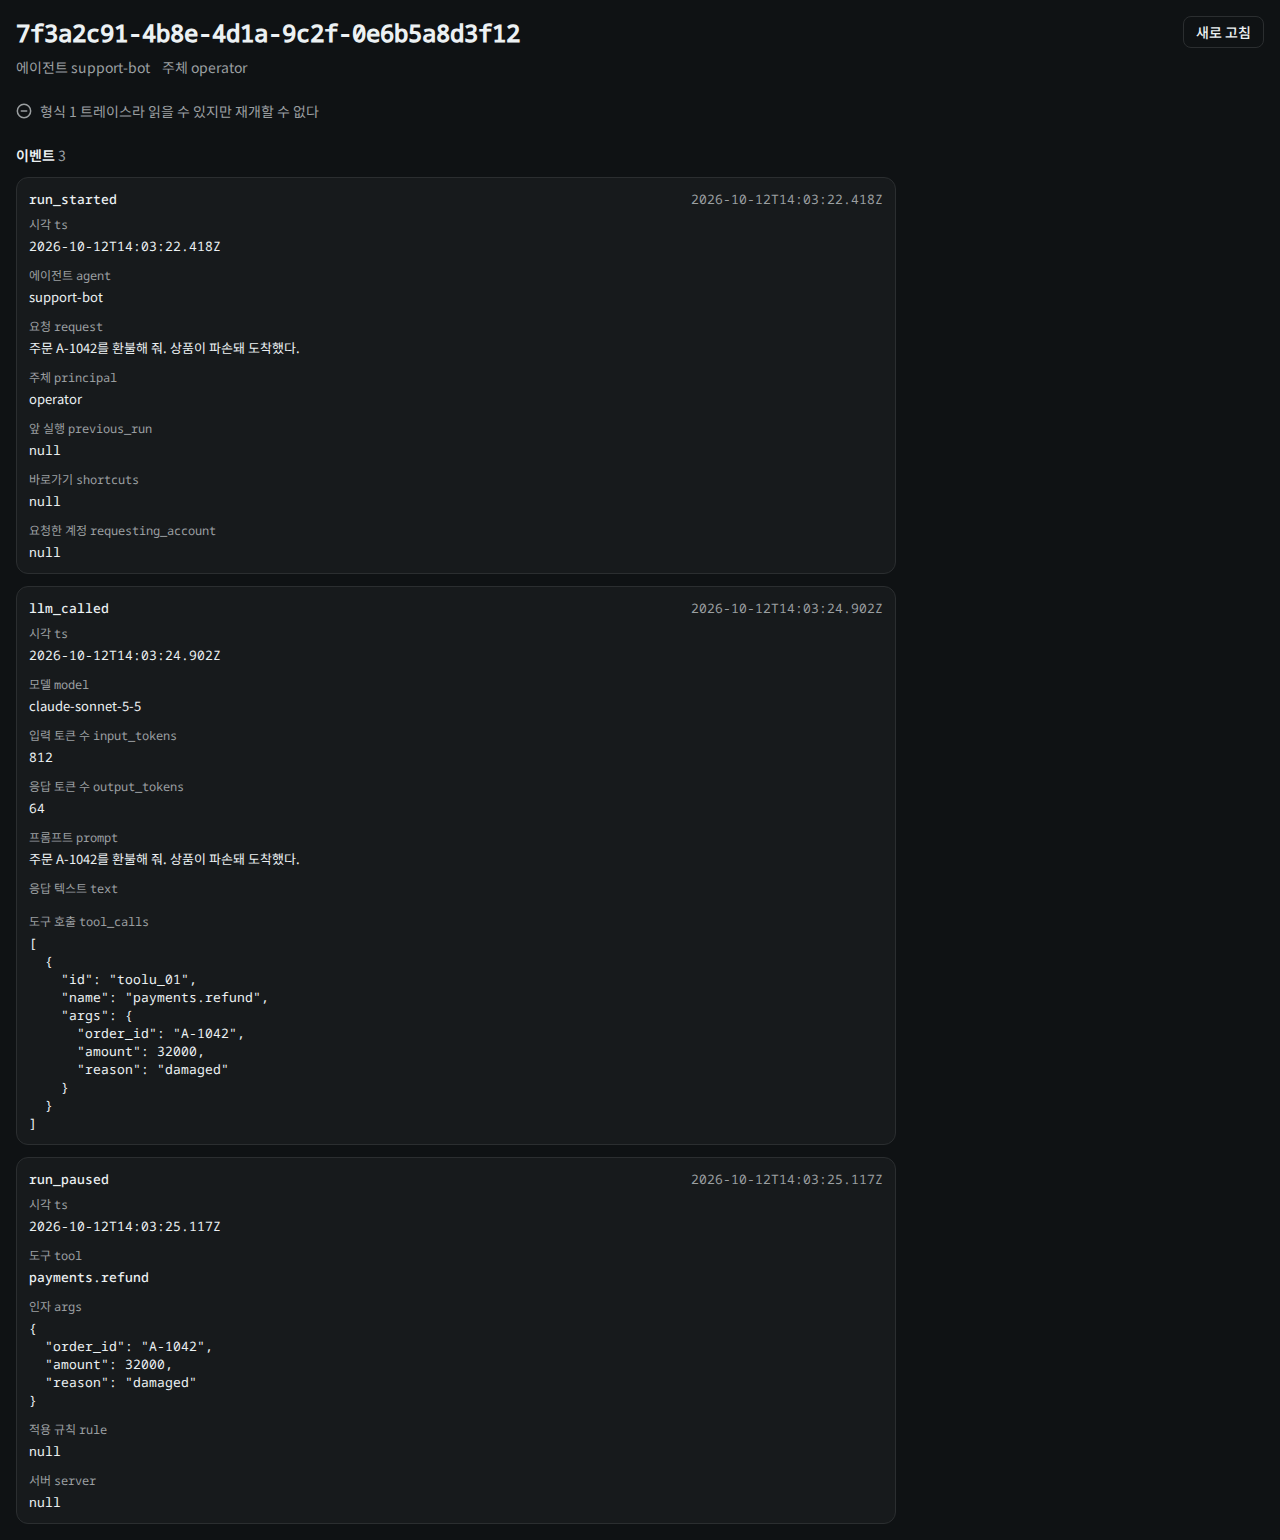 7f3a2c91-4b8e-4d1a-9c2f-0e6b5a8d3f12
새로 고침
에이전트 support-bot 주체 operator
형식 1 트레이스라 읽을 수 있지만 재개할 수 없다
이벤트 3
run_started 2026-10-12T14:03:22.418Z
시각 ts
2026-10-12T14:03:22.418Z
에이전트 agent
support-bot
요청 request
주문 A-1042를 환불해 줘. 상품이 파손돼 도착했다.
주체 principal
operator
앞 실행 previous_run
null
바로가기 shortcuts
null
요청한 계정 requesting_account
null
llm_called 2026-10-12T14:03:24.902Z
시각 ts
2026-10-12T14:03:24.902Z
모델 model
claude-sonnet-5-5
입력 토큰 수 input_tokens
812
응답 토큰 수 output_tokens
64
프롬프트 prompt
주문 A-1042를 환불해 줘. 상품이 파손돼 도착했다.
응답 텍스트 text
도구 호출 tool_calls
[
  {
    "id": "toolu_01",
    "name": "payments.refund",
    "args": {
      "order_id": "A-1042",
      "amount": 32000,
      "reason": "damaged"
    }
  }
]
run_paused 2026-10-12T14:03:25.117Z
시각 ts
2026-10-12T14:03:25.117Z
도구 tool
payments.refund
인자 args
{
  "order_id": "A-1042",
  "amount": 32000,
  "reason": "damaged"
}
적용 규칙 rule
null
서버 server
null